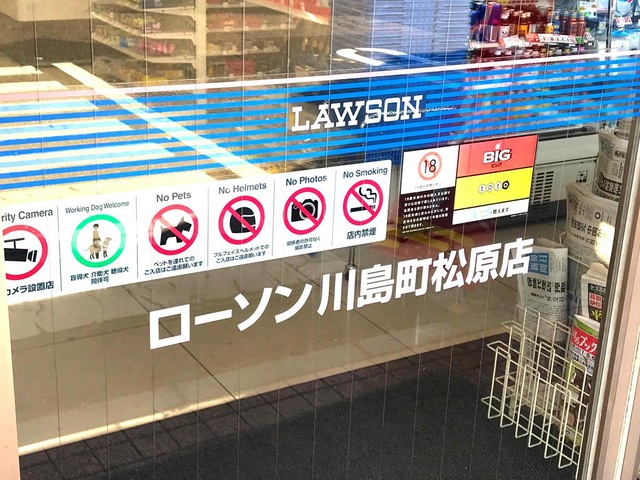 LAWSON
rity Camera
カメラ設置店
Working Dog Welcome
盲導犬 介助犬 聴導犬
同伴可
No Pets
ペットを連れての
ご入店はご遠慮願います
No Helmets
フルフェイスヘルメットでの
ご入店はご遠慮願います
No Photos
関係者の許可なく
撮影禁止
No Smoking
店内禁煙
18
BIG
toto
ローソン川島町松原店